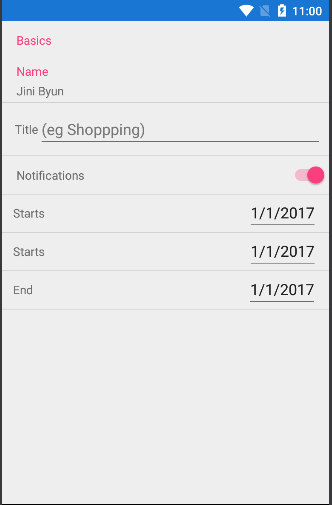 11:00
Basics
Name
Jini Byun
Title (eg Shoppping)
Notifications
Starts 1/1/2017
Starts 1/1/2017
End 1/1/2017